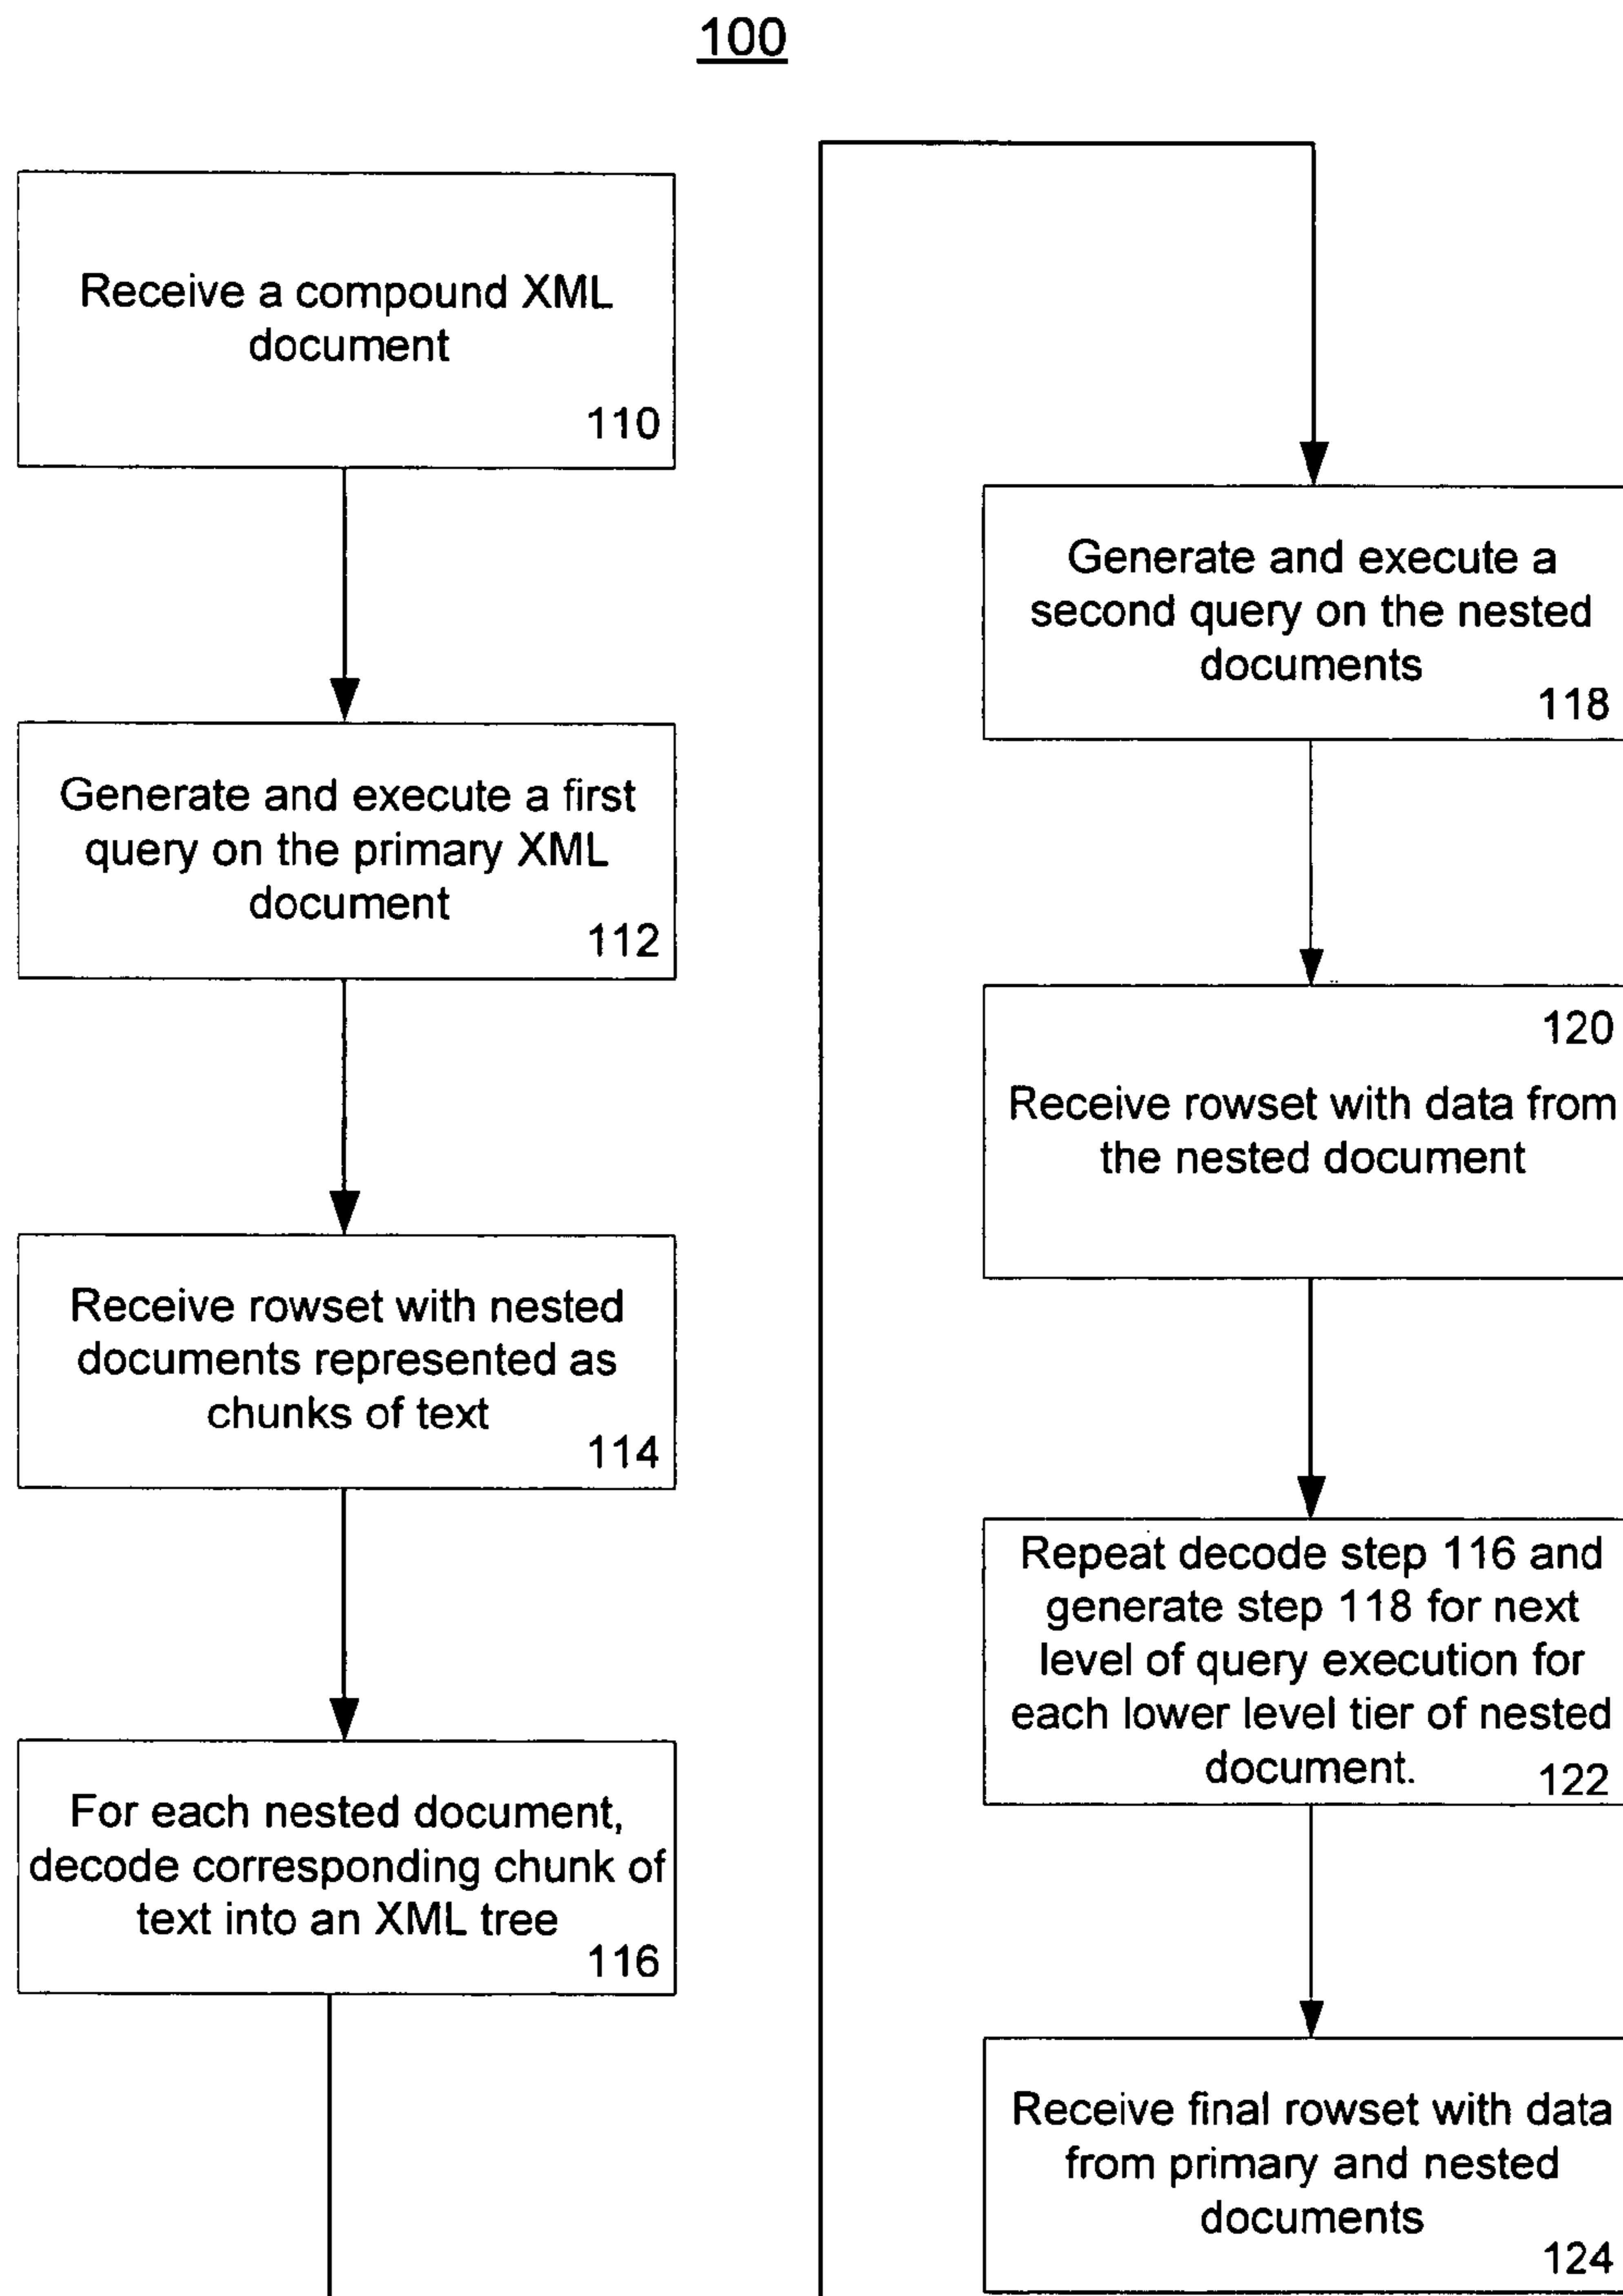 100
Receive a compound XML
document
110
Generate and execute a first
query on the primary XML
document
112
Receive rowset with nested
documents represented as
chunks of text
114
For each nested document,
decode corresponding chunk of
text into an XML tree
116
Generate and execute a
second query on the nested
documents
118
120
Receive rowset with data from
the nested document
Repeat decode step 116 and
generate step 118 for next
level of query execution for
each lower level tier of nested
document.
122
Receive final rowset with data
from primary and nested
documents
124